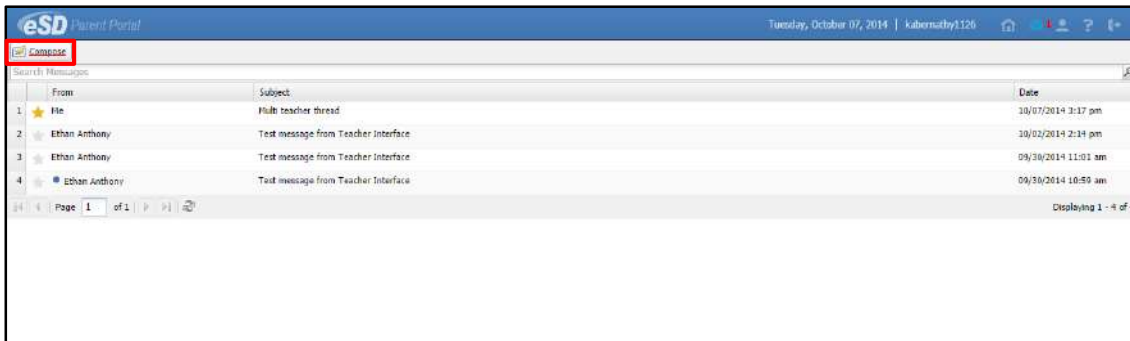 eSD Parent Portal Tuesday, October 07, 2014 | kabernathy1126 1 ?
Compose
Search Messages
From Subject Date
1 Me Multi teacher thread 10/07/2014 3:17 pm
2 Ethan Anthony Test message from Teacher Interface 10/02/2014 2:14 pm
3 Ethan Anthony Test message from Teacher Interface 09/30/2014 11:01 am
4 Ethan Anthony Test message from Teacher Interface 09/30/2014 10:59 am
Page 1 of 1 Displaying 1 - 4 of